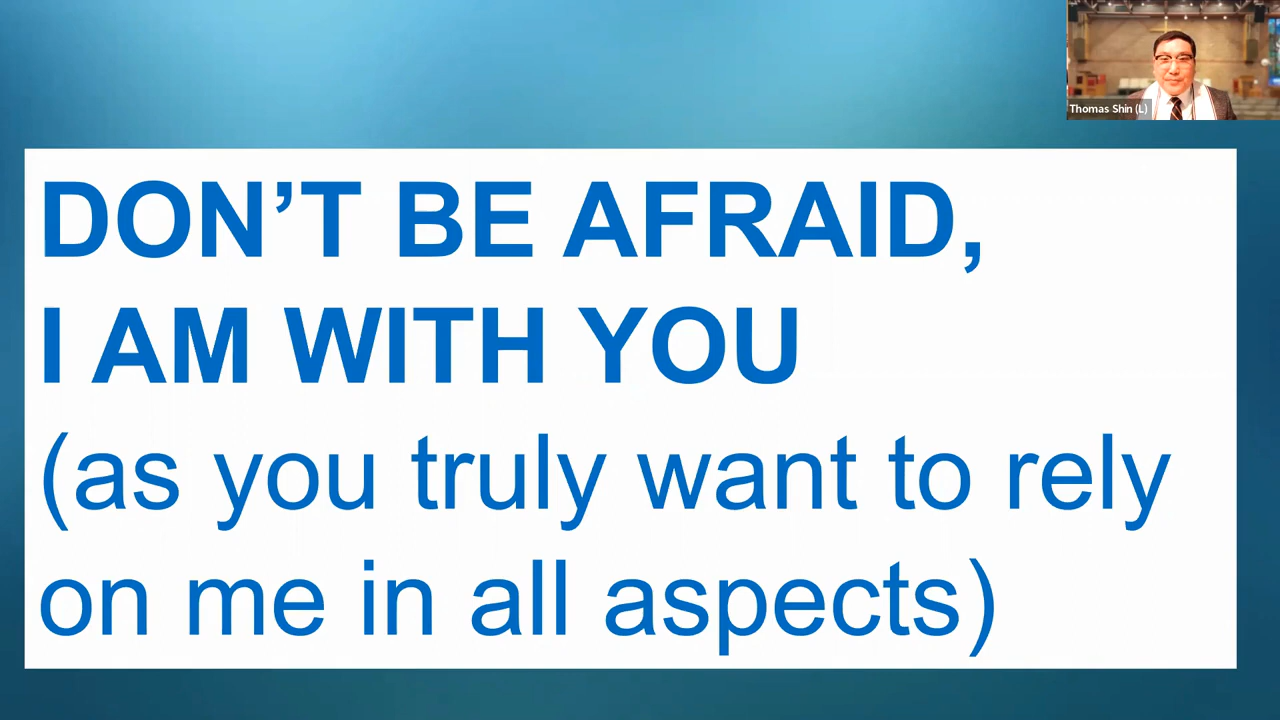 Thomas Shin (L)
DON’T BE AFRAID,
I AM WITH YOU
(as you truly want to rely
on me in all aspects)